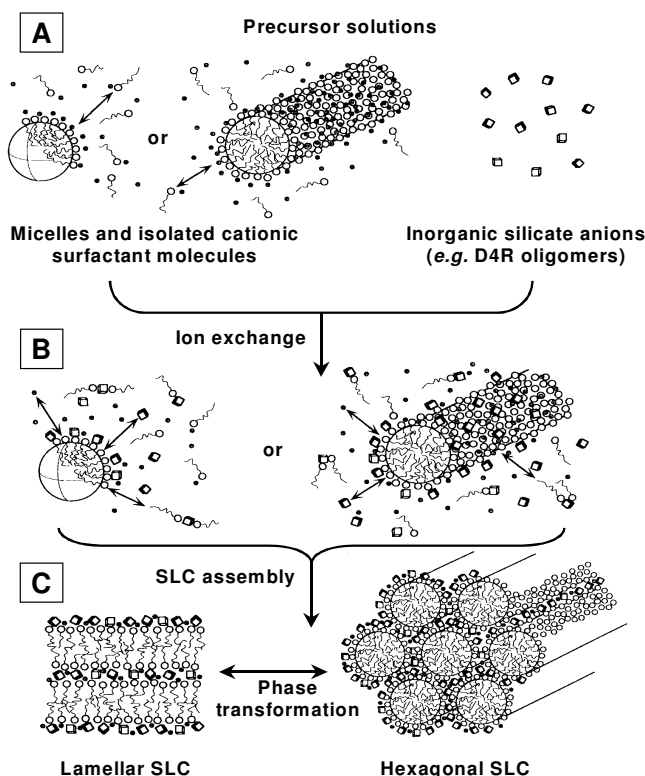 A
Precursor solutions
or
Micelles and isolated cationic
surfactant molecules
Inorganic silicate anions
(e.g. D4R oligomers)
Ion exchange
B
or
SLC assembly
C
Phase
transformation
Lamellar SLC
Hexagonal SLC